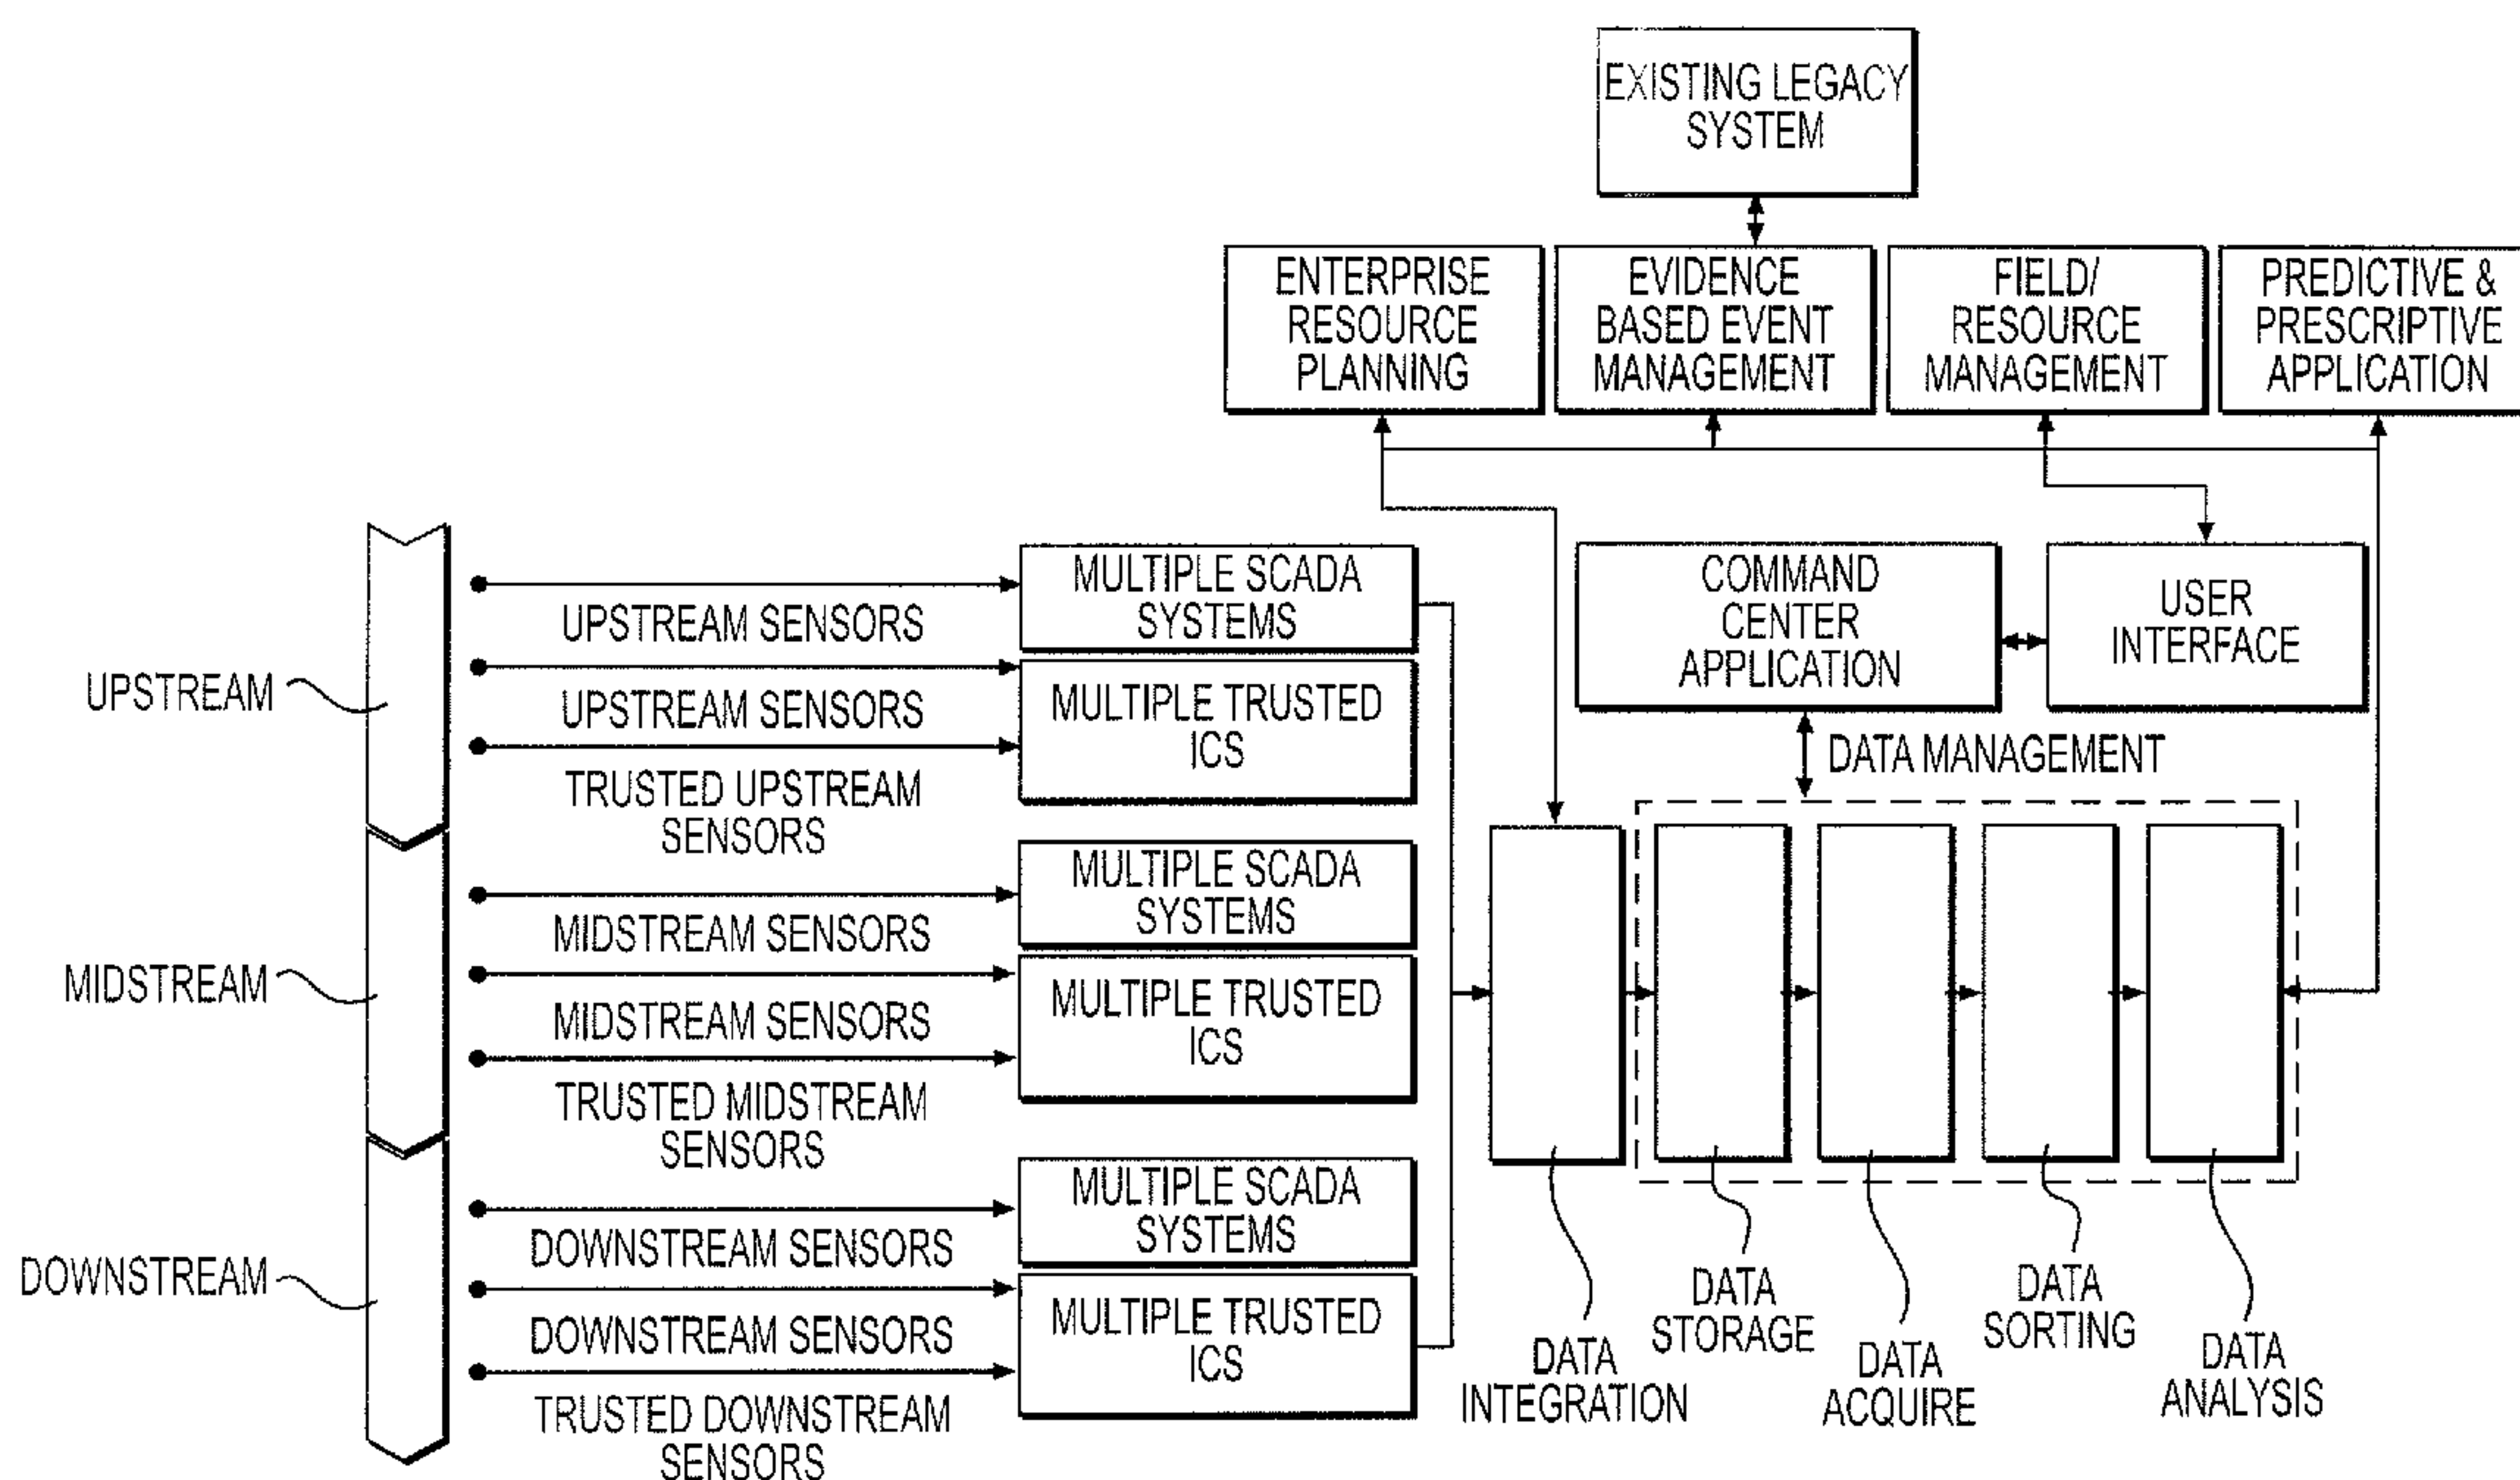 EXISTING LEGACY
SYSTEM
ENTERPRISE
RESOURCE
PLANNING
EVIDENCE
BASED EVENT
MANAGEMENT
FIELD/
RESOURCE
MANAGEMENT
PREDICTIVE &
PRESCRIPTIVE
APPLICATION
UPSTREAM
UPSTREAM SENSORS
UPSTREAM SENSORS
TRUSTED UPSTREAM
SENSORS
MULTIPLE SCADA
SYSTEMS
MULTIPLE TRUSTED
ICS
COMMAND
CENTER
APPLICATION
USER
INTERFACE
DATA MANAGEMENT
MIDSTREAM
MIDSTREAM SENSORS
MIDSTREAM SENSORS
TRUSTED MIDSTREAM
SENSORS
MULTIPLE SCADA
SYSTEMS
MULTIPLE TRUSTED
ICS
DOWNSTREAM
DOWNSTREAM SENSORS
DOWNSTREAM SENSORS
TRUSTED DOWNSTREAM
SENSORS
MULTIPLE SCADA
SYSTEMS
MULTIPLE TRUSTED
ICS
DATA
INTEGRATION
DATA
STORAGE
DATA
ACQUIRE
DATA
SORTING
DATA
ANALYSIS